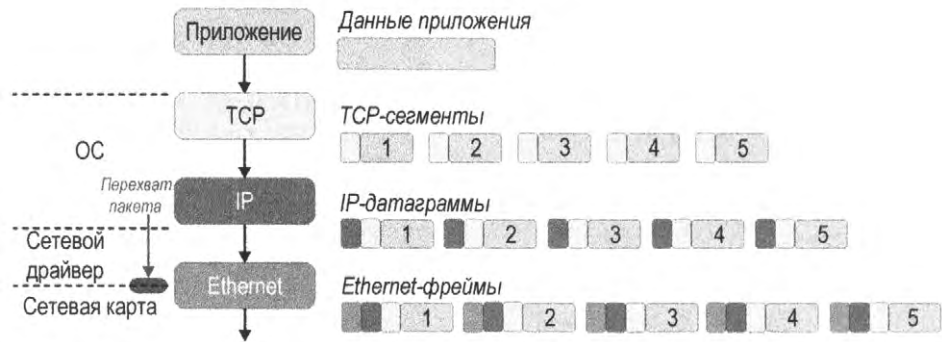 Приложение
Данные приложения
TCP
TCP-сегменты
1 2 3 4 5
ОС
Перехват
пакета
IP
IP-датаграммы
1 2 3 4 5
Сетевой
драйвер
Ethernet
Ethernet-фреймы
Сетевая карта
1 2 3 4 5